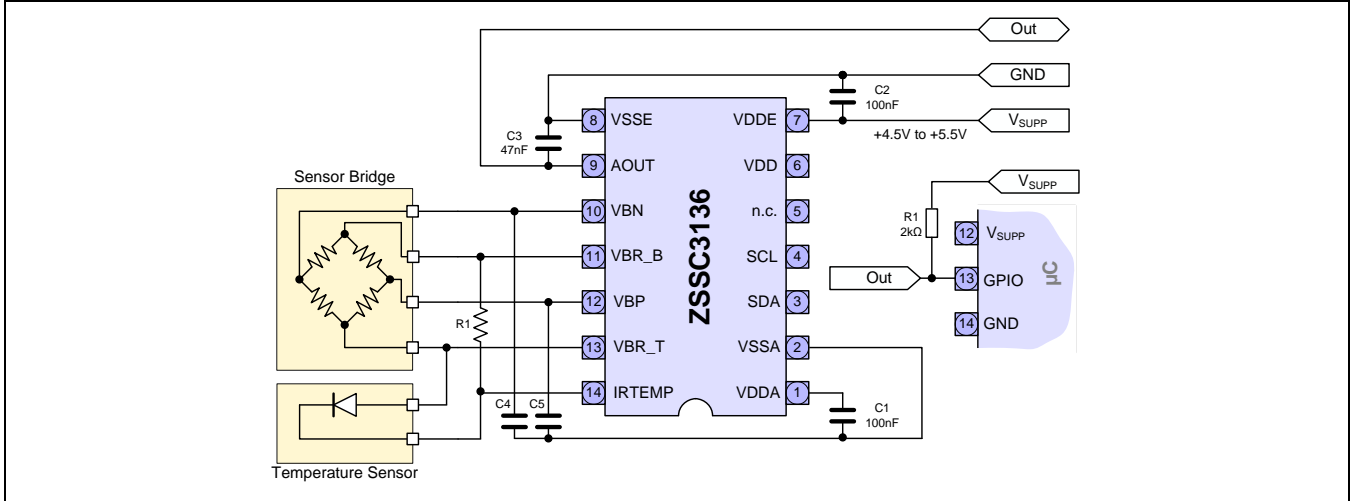 Out
GND
C2
100nF
V_SUPP
+4.5V to +5.5V
C3
47nF
8 VSSE
VDDE 7
9 AOUT
VDD 6
10 VBN
n.c. 5
11 VBR_B
SCL 4
12 VBP
SDA 3
13 VBR_T
VSSA 2
14 IRTEMP
VDDA 1
ZSSC3136
Sensor Bridge
R1
C4
C5
C1
100nF
Temperature Sensor
V_SUPP
R1
2kΩ
12 V_SUPP
Out
13 GPIO
14 GND
µC